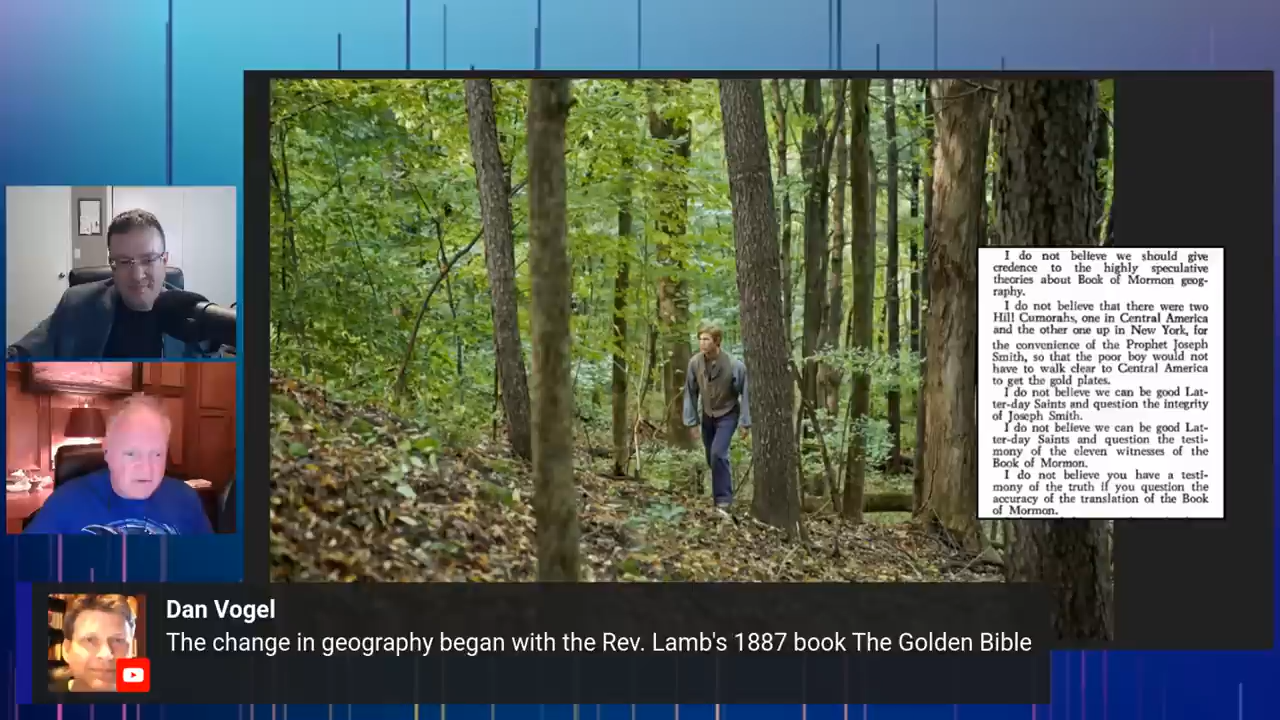 I do not believe we should give
credence to the highly speculative
theories about Book of Mormon geog-
raphy.
I do not believe that there were two
Hill Cumorahs, one in Central America
and the other one up in New York, for
the convenience of the Prophet Joseph
Smith, so that the poor boy would not
have to walk clear to Central America
to get the gold plates.
I do not believe we can be good Lat-
ter-day Saints and question the integrity
of Joseph Smith.
I do not believe we can be good Lat-
ter-day Saints and question the testi-
mony of the eleven witnesses of the
Book of Mormon.
I do not believe you have a testi-
mony of the truth if you question the
accuracy of the translation of the Book
of Mormon.
Dan Vogel
The change in geography began with the Rev. Lamb's 1887 book The Golden Bible